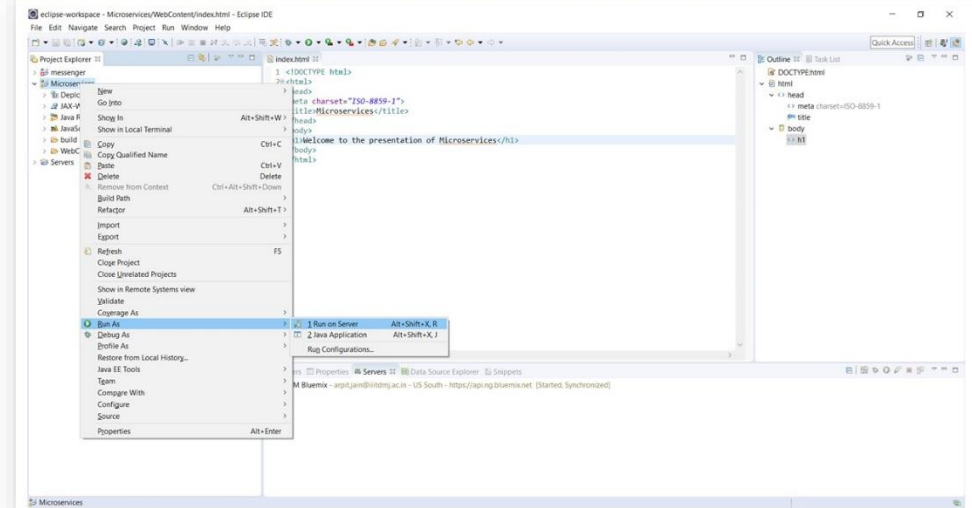 eclipse-workspace - Microservices/WebContent/index.html - Eclipse IDE
File Edit Navigate Search Project Run Window Help
Quick Access
Project Explorer
messenger
Microservices
Deplo
JAX-W
Java R
JavaSc
build
WebC
Servers
New
Go Into
Show In Alt+Shift+W
Show in Local Terminal
Copy Ctrl+C
Copy Qualified Name
Paste Ctrl+V
Delete Delete
Remove from Context Ctrl+Alt+Shift+Down
Build Path
Refactor Alt+Shift+T
Import
Export
Refresh F5
Close Project
Close Unrelated Projects
Show in Remote Systems view
Validate
Coverage As
Run As
Debug As
Profile As
Restore from Local History...
Java EE Tools
Team
Compare With
Configure
Source
Properties Alt+Enter
1 Run on Server Alt+Shift+X, R
2 Java Application Alt+Shift+X, J
Run Configurations...
index.html
1 <!DOCTYPE html>
2 <html>
ead>
eta charset="ISO-8859-1">
itle>Microservices</title>
head>
ody>
1>Welcome to the presentation of Microservices</h1>
body>
html>
ers Properties Servers Data Source Explorer Snippets
M Bluemix - arpit.jain@iiitdmj.ac.in - US South - https://api.ng.bluemix.net [Started, Synchronized]
Outline Task List
DOCTYPE:html
html
head
meta charset=ISO-8859-1
title
body
h1
Microservices